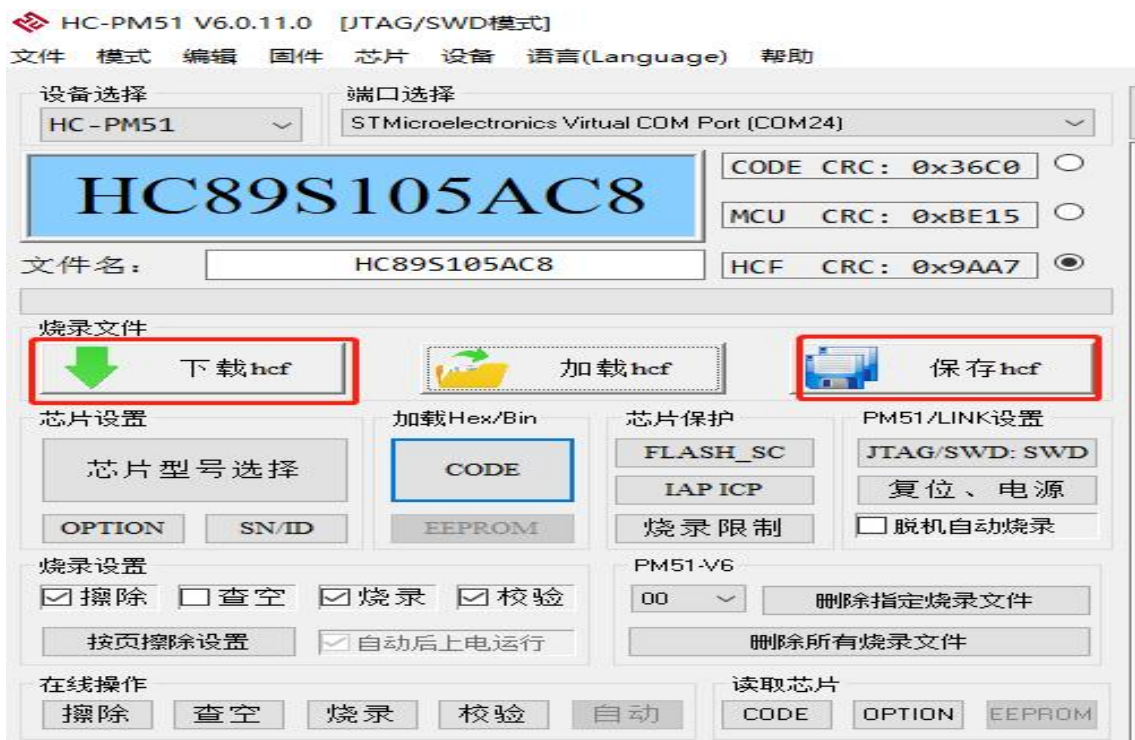 HC-PM51 V6.0.11.0 [JTAG/SWD模式]
文件 模式 编辑 固件 芯片 设备 语言(Language) 帮助
设备选择 端口选择
HC-PM51 STMicroelectronics Virtual COM Port (COM24)
HC89S105AC8
CODE CRC: 0x36C0
MCU CRC: 0xBE15
文件名: HC89S105AC8
HCF CRC: 0x9AA7
烧录文件
下载hcf 加载hcf 保存hcf
芯片设置 加载Hex/Bin 芯片保护 PM51/LINK设置
芯片型号选择 CODE FLASH_SC JTAG/SWD: SWD
IAP ICP 复位、电源
OPTION SN/ID EEPROM 烧录限制 脱机自动烧录
烧录设置 PM51-V6
擦除 查空 烧录 校验 00 删除指定烧录文件
按页擦除设置 自动后上电运行 删除所有烧录文件
在线操作 读取芯片
擦除 查空 烧录 校验 自动 CODE OPTION EEPROM